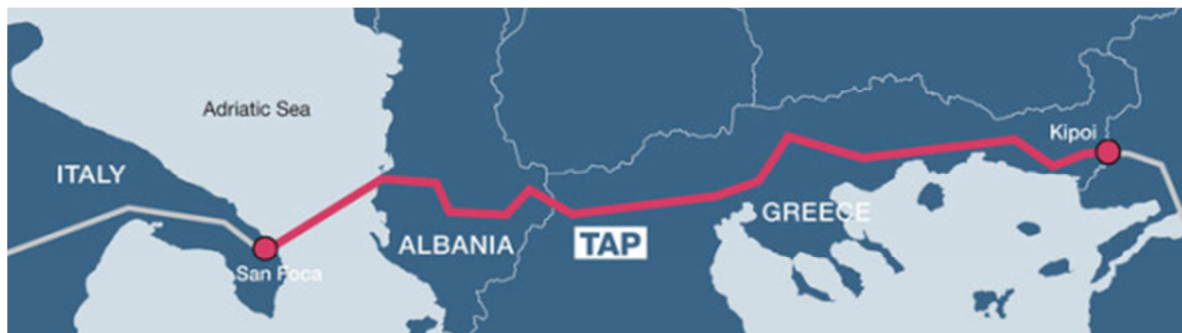 Adriatic Sea
Kipoi
ITALY
GREECE
ALBANIA
TAP
San Foca